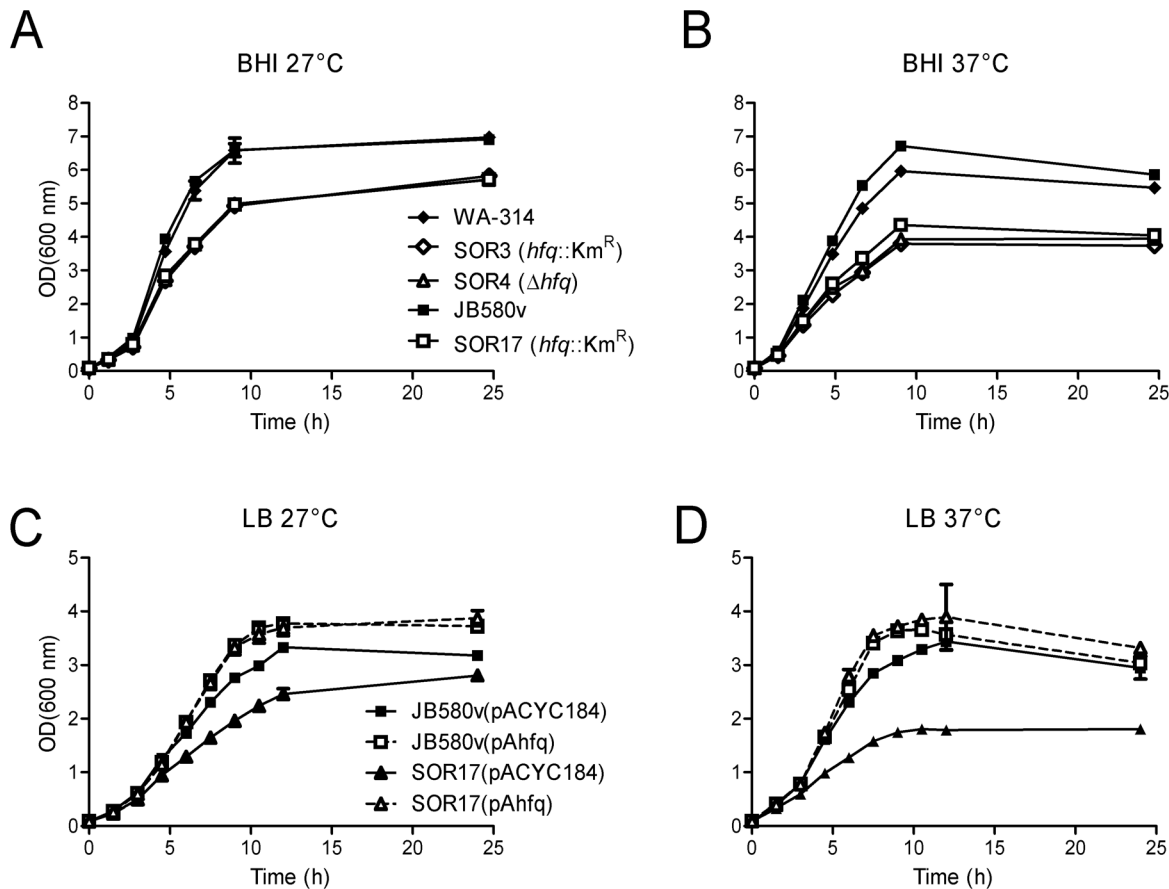 A
BHI 27°C
OD(600 nm)
8
7
6
5
4
3
2
1
0
0 5 10 15 20 25
Time (h)
WA-314
SOR3 (hfq::Km^R)
SOR4 (Δhfq)
JB580v
SOR17 (hfq::Km^R)
B
BHI 37°C
8
7
6
5
4
3
2
1
0
0 5 10 15 20 25
Time (h)
C
LB 27°C
OD(600 nm)
5
4
3
2
1
0
0 5 10 15 20 25
Time (h)
JB580v(pACYC184)
JB580v(pAhfq)
SOR17(pACYC184)
SOR17(pAhfq)
D
LB 37°C
5
4
3
2
1
0
0 5 10 15 20 25
Time (h)